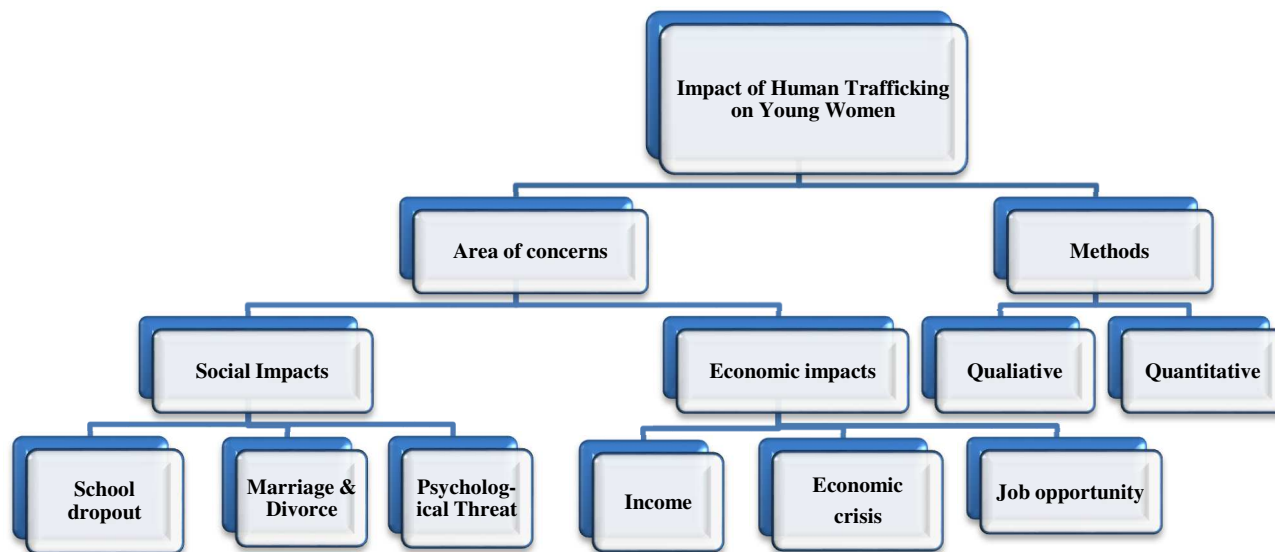 Impact of Human Trafficking
on Young Women
Area of concerns
Methods
Social Impacts
Economic impacts
Qualiative
Quantitative
School
dropout
Marriage &
Divorce
Psycholog-
ical Threat
Income
Economic
crisis
Job opportunity